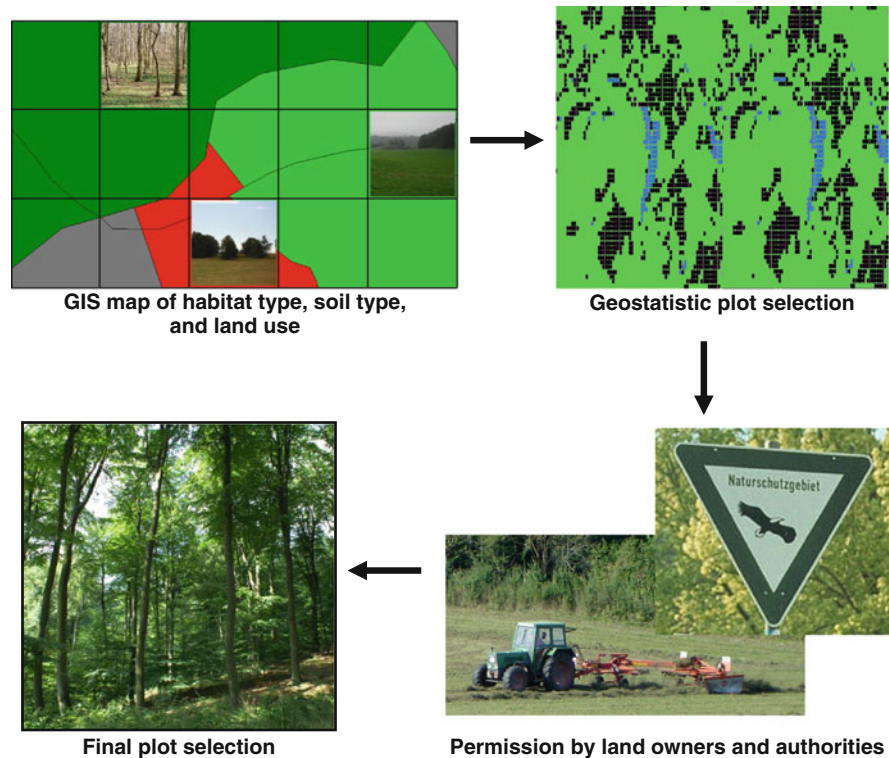 GIS map of habitat type, soil type,
and land use
Geostatistic plot selection
Naturschutzgebiet
Final plot selection
Permission by land owners and authorities